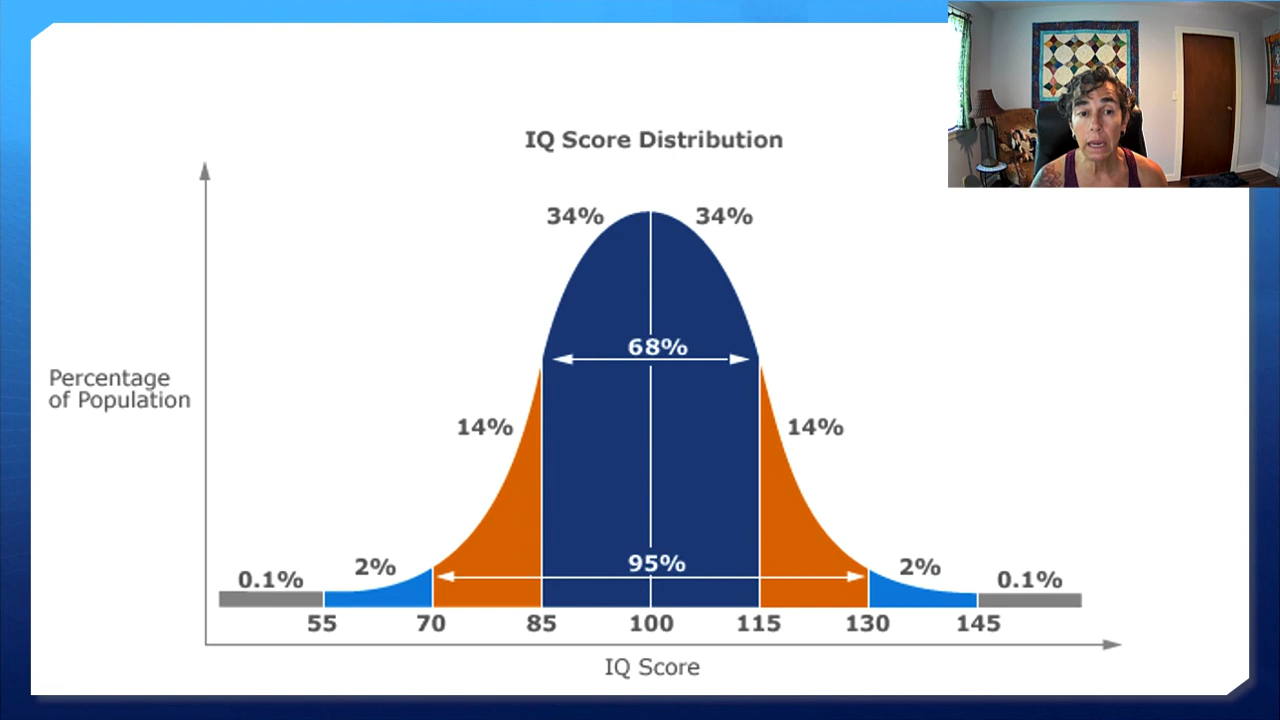 IQ Score Distribution
34% 34%
68%
Percentage
of Population
14% 14%
95%
0.1% 2% 2% 0.1%
55 70 85 100 115 130 145
IQ Score